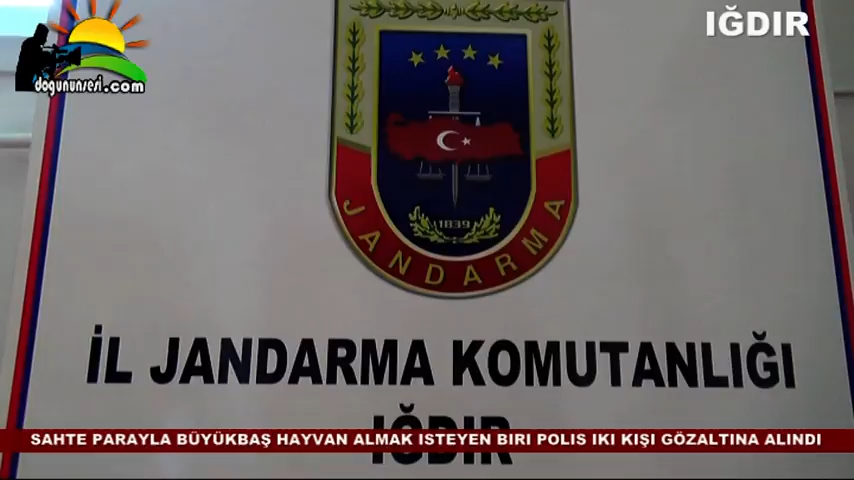 IĞDIR
dogununsesi.com
1839
JANDARMA
İL JANDARMA KOMUTANLIĞI
IĞDIR
SAHTE PARAYLA BÜYÜKBAŞ HAYVAN ALMAK ISTEYEN BIRI POLIS IKI KIŞI GÖZALTINA ALINDI